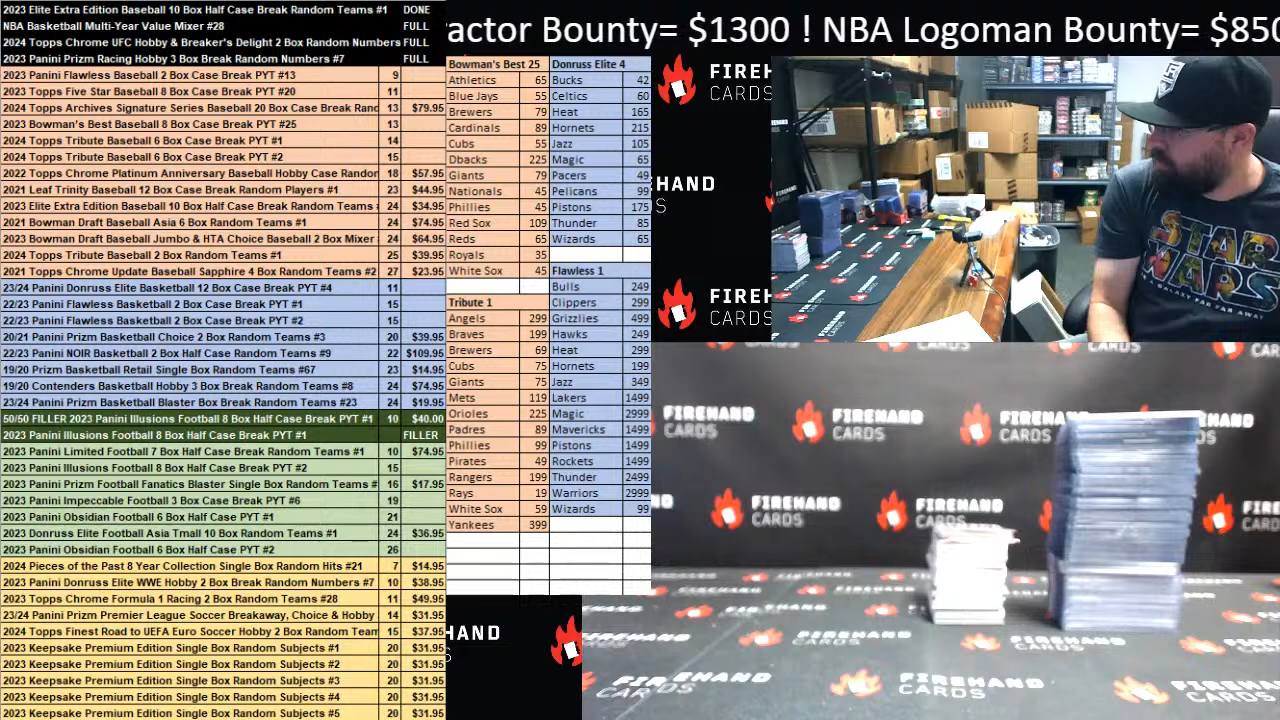 actor Bounty= $1300 ! NBA Logoman Bounty= $850
2023 Elite Extra Edition Baseball 10 Box Half Case Break Random Teams #1 DONE
NBA Basketball Multi-Year Value Mixer #28 FULL
2024 Topps Chrome UFC Hobby & Breaker's Delight 2 Box Random Numbers FULL
2023 Panini Prizm Racing Hobby 3 Box Break Random Numbers #7 FULL
2023 Panini Flawless Baseball 2 Box Case Break PYT #13 9
2023 Topps Five Star Baseball 8 Box Case Break PYT #20 11
2024 Topps Archives Signature Series Baseball 20 Box Case Break Ranc 13 $79.95
2023 Bowman's Best Baseball 8 Box Case Break PYT #25 13
2024 Topps Tribute Baseball 6 Box Case Break PYT #1 14
2024 Topps Tribute Baseball 6 Box Case Break PYT #2 15
2022 Topps Chrome Platinum Anniversary Baseball Hobby Case Randor 18 $57.95
2021 Leaf Trinity Baseball 12 Box Case Break Random Players #1 23 $44.95
2023 Elite Extra Edition Baseball 10 Box Half Case Break Random Teams 24 $34.95
2021 Bowman Draft Baseball Asia 6 Box Random Teams #1 24 $74.95
2023 Bowman Draft Baseball Jumbo & HTA Choice Baseball 2 Box Mixer 24 $64.95
2024 Topps Tribute Baseball 2 Box Random Teams #1 25 $39.95
2021 Topps Chrome Update Baseball Sapphire 4 Box Random Teams #2 27 $23.95
23/24 Panini Donruss Elite Basketball 12 Box Case Break PYT #4 11
22/23 Panini Flawless Basketball 2 Box Case Break PYT #1 15
22/23 Panini Flawless Basketball 2 Box Case Break PYT #2 15
20/21 Panini Prizm Basketball Choice 2 Box Random Teams #3 20 $39.95
22/23 Panini NOIR Basketball 2 Box Half Case Random Teams #9 22 $109.95
19/20 Prizm Basketball Retail Single Box Random Teams #67 23 $14.95
19/20 Contenders Basketball Hobby 3 Box Break Random Teams #8 24 $74.95
23/24 Panini Prizm Basketball Blaster Box Break Random Teams #23 24 $19.95
50/50 FILLER 2023 Panini Illusions Football 8 Box Half Case Break PYT #1 10 $40.00
2023 Panini Illusions Football 8 Box Half Case Break PYT #1 FILLER
2023 Panini Limited Football 7 Box Half Case Break Random Teams #1 10 $74.95
2023 Panini Illusions Football 8 Box Half Case Break PYT #2 15
2023 Panini Prizm Football Fanatics Blaster Single Box Random Teams # 16 $17.95
2023 Panini Impeccable Football 3 Box Case Break PYT #6 19
2023 Panini Obsidian Football 6 Box Half Case PYT #1 21
2023 Donruss Elite Football Asia Tmall 10 Box Random Teams #1 24 $36.95
2023 Panini Obsidian Football 6 Box Half Case PYT #2 26
2024 Pieces of the Past 8 Year Collection Single Box Random Hits #21 7 $14.95
2023 Panini Donruss Elite WWE Hobby 2 Box Break Random Numbers #7 10 $38.95
2023 Topps Chrome Formula 1 Racing 2 Box Random Teams #28 11 $49.95
23/24 Panini Prizm Premier League Soccer Breakaway, Choice & Hobby 14 $31.95
2024 Topps Finest Road to UEFA Euro Soccer Hobby 2 Box Random Team 15 $37.95
2023 Keepsake Premium Edition Single Box Random Subjects #1 20 $31.95
2023 Keepsake Premium Edition Single Box Random Subjects #2 20 $31.95
2023 Keepsake Premium Edition Single Box Random Subjects #3 20 $31.95
2023 Keepsake Premium Edition Single Box Random Subjects #4 20 $31.95
2023 Keepsake Premium Edition Single Box Random Subjects #5 20 $31.95
Bowman's Best 25
Athletics 65
Blue Jays 55
Brewers 79
Cardinals 89
Cubs 55
Dbacks 225
Giants 79
Nationals 45
Phillies 45
Red Sox 109
Reds 65
Royals 35
White Sox 45
Tribute 1
Angels 299
Braves 199
Brewers 69
Cubs 75
Giants 75
Mets 119
Orioles 225
Padres 89
Phillies 99
Pirates 49
Rangers 199
Rays 19
White Sox 59
Yankees 399
Donruss Elite 4
Bucks 42
Celtics 60
Heat 165
Hornets 215
Jazz 105
Magic 65
Pacers 49
Pelicans 99
Pistons 175
Thunder 85
Wizards 65
Flawless 1
Bulls 249
Clippers 299
Grizzlies 499
Hawks 249
Heat 299
Hornets 199
Jazz 349
Lakers 1499
Magic 2999
Mavericks 1499
Pistons 1499
Rockets 1499
Thunder 2499
Warriors 2999
Wizards 99
FIREH
CARDS
HAND
S
FIREH
CARDS
HAND
STAR
WARS
A GALAXY FAR FAR AWAY
FIREHAND
CARDS
FIREHAND
CARDS
FIREHAND
CARDS
FIREHAND
CARDS
FIREHAND
CARDS